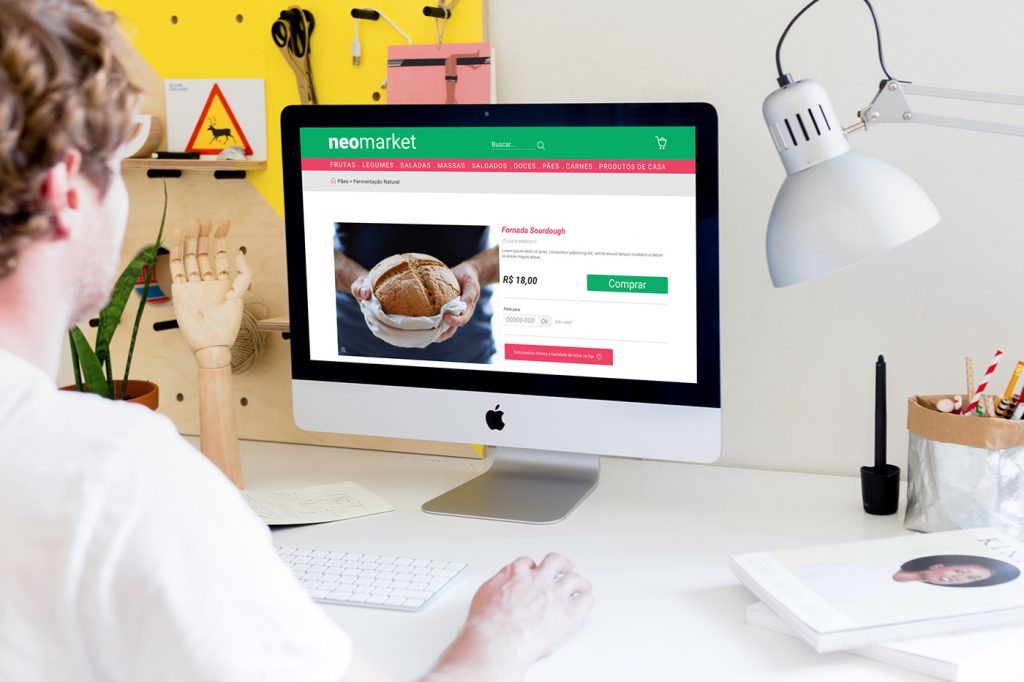 neomarket
Buscar...
FRUTAS . LEGUMES . SALADAS . MASSAS . SALGADOS . DOCES . PÃES . CARNES . PRODUTOS DE CASA
Pães > Fermentação Natural
Fornada Sourdough
Lorem ipsum dolor sit amet, consectetur adipiscing elit, sed do eiusmod tempor incididunt ut labore
et dolore magna aliqua...
R$ 18,00
Comprar
Frete para:
00000-000
Ok
Não sabe?
Este produto oferece a facilidade de retirar na loja
KIN